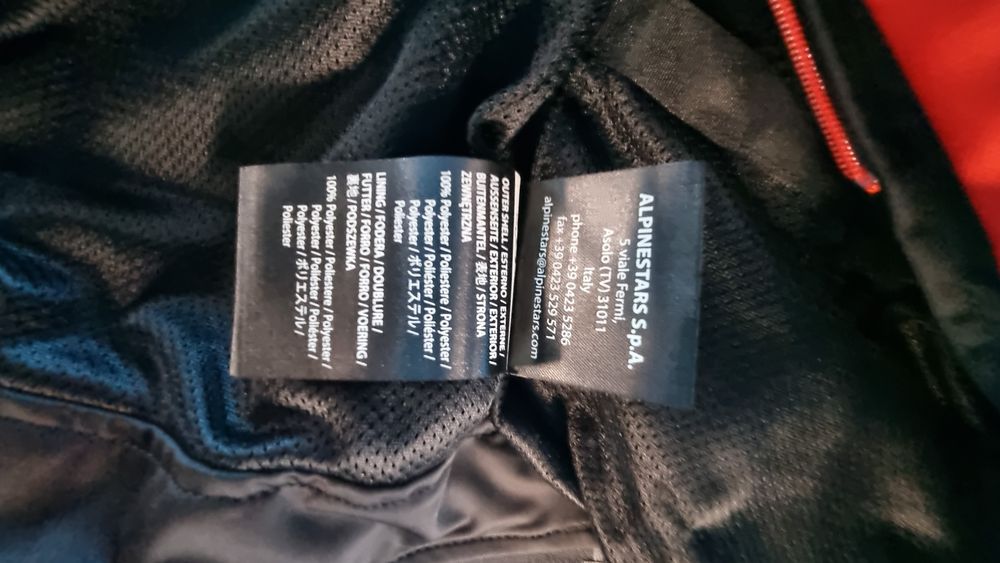 ALPINESTARS S.p.A.
5 viale Fermi,
Asolo (TV) 31011
Italy
phone +39 0423 5286
fax +39 0423 529 571
alpinestars@alpinestars.com
OUTER SHELL / ESTERNO / EXTERNE /
AUSSENSEITE / EXTERIOR / EXTERIOR /
BUITENMANTEL / 表地 / STRONA
ZEWNĘTRZNA
100% Polyester / Poliestere / Polyester /
Polyester / Poliéster / Poliéster /
Polyester / ポリエステル /
Poliester
LINING / FODERA / DOUBLURE /
FUTTER / FORRO / FORRO / VOERING /
裏地 / PODSZEWKA
100% Polyester / Poliestere / Polyester /
Polyester / Poliéster / Poliéster /
Polyester / ポリエステル /
Poliester